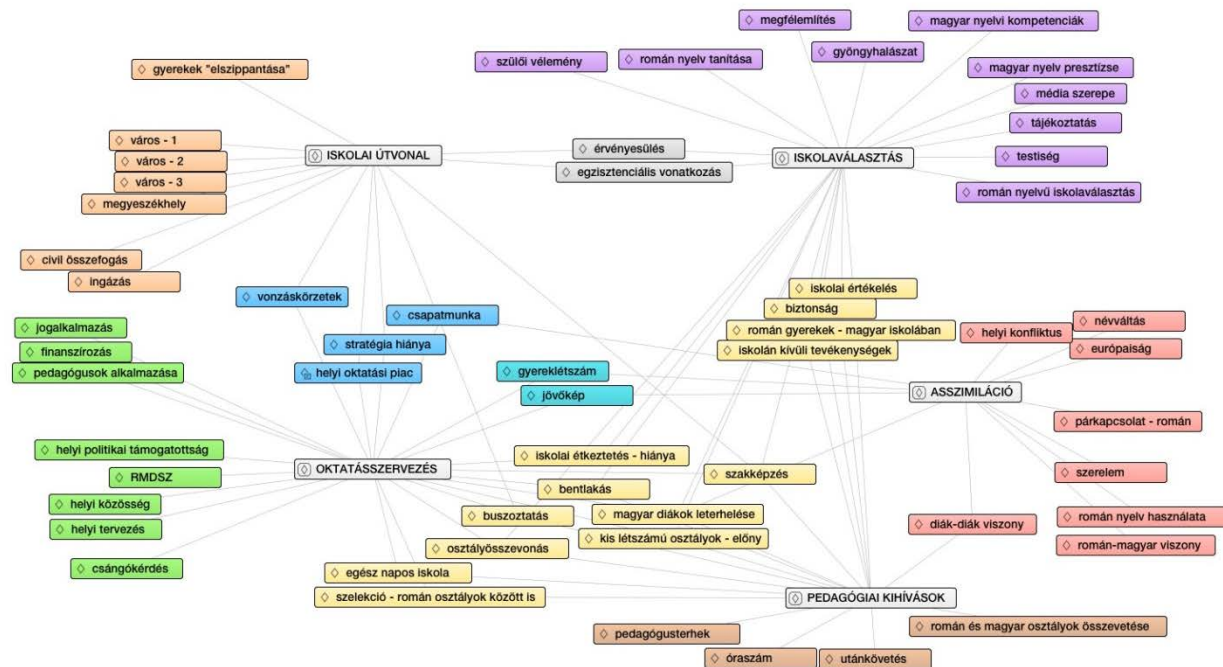 megfélemlítés
magyar nyelvi kompetenciák
szülői vélemény
román nyelv tanítása
gyöngyhalászat
gyerekek "elszippantása"
magyar nyelv presztízse
média szerepe
tájékoztatás
város - 1
város - 2
város - 3
megyeszékhely
ISKOLAI ÚTVONAL
érvényesülés
egzisztenciális vonatkozás
ISKOLAVÁLASZTÁS
testiség
román nyelvű iskolaválasztás
civil összefogás
ingázás
vonzáskörzetek
csapatmunka
stratégia hiánya
helyi oktatási piac
iskolai értékelés
biztonság
román gyerekek - magyar iskolában
iskolán kívüli tevékenységek
helyi konfliktus
névváltás
európaiság
jogalkalmazás
finanszírozás
pedagógusok alkalmazása
gyereklétszám
jövőkép
ASSZIMILÁCIÓ
párkapcsolat - román
helyi politikai támogatottság
RMDSZ
helyi közösség
helyi tervezés
csángókérdés
OKTATÁSSZERVEZÉS
iskolai étkeztetés - hiánya
szakképzés
bentlakás
buszoztatás
magyar diákok leterhelése
kis létszámú osztályok - előny
osztályösszevonás
egész napos iskola
szelekció - román osztályok között is
szerelem
diák-diák viszony
román nyelv használata
román-magyar viszony
PEDAGÓGIAI KIHÍVÁSOK
pedagógusterhek
óraszám
utánkövetés
román és magyar osztályok összevetése